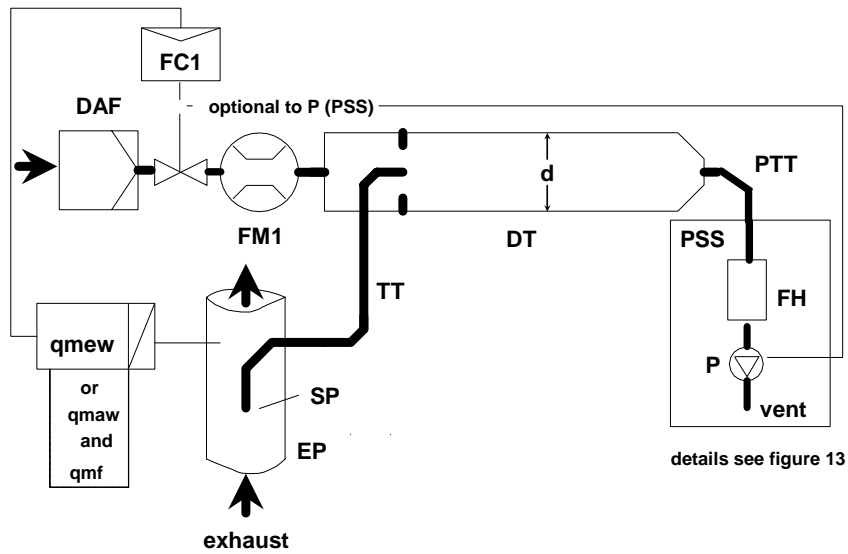 FC1
DAF
optional to P (PSS)
d
PTT
FM1
DT
PSS
TT
FH
qmew
P
or
qmaw
and
qmf
SP
vent
EP
details see figure 13
exhaust